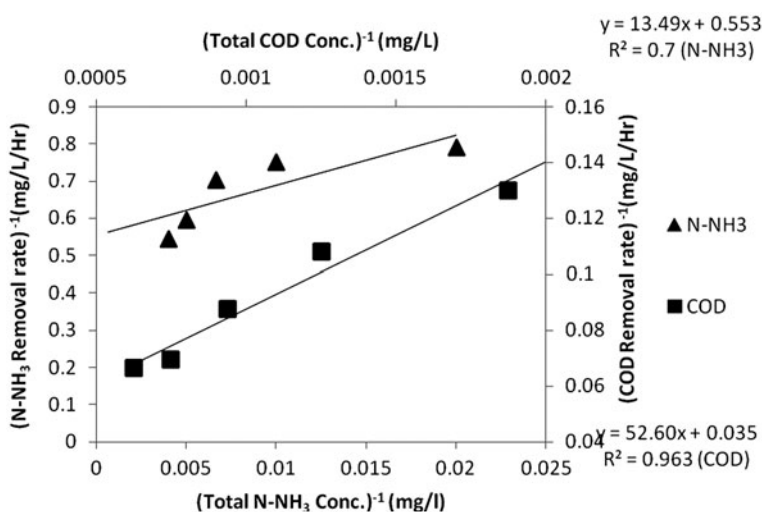 y = 13.49x + 0.553
R² = 0.7 (N-NH3)
(Total COD Conc.)⁻¹ (mg/L)
0.0005 0.001 0.0015 0.002
0.9 0.16
0.8
0.7 0.14
0.6 0.12
0.5
0.4 0.1
0.3 0.08
0.2
0.1 0.06
0 0.04
0 0.005 0.01 0.015 0.02 0.025
(Total N-NH₃ Conc.)⁻¹ (mg/l)
(N-NH₃ Removal rate)⁻¹(mg/L/Hr)
(COD Removal rate)⁻¹(mg/L/Hr)
N-NH3
COD
y = 52.60x + 0.035
R² = 0.963 (COD)